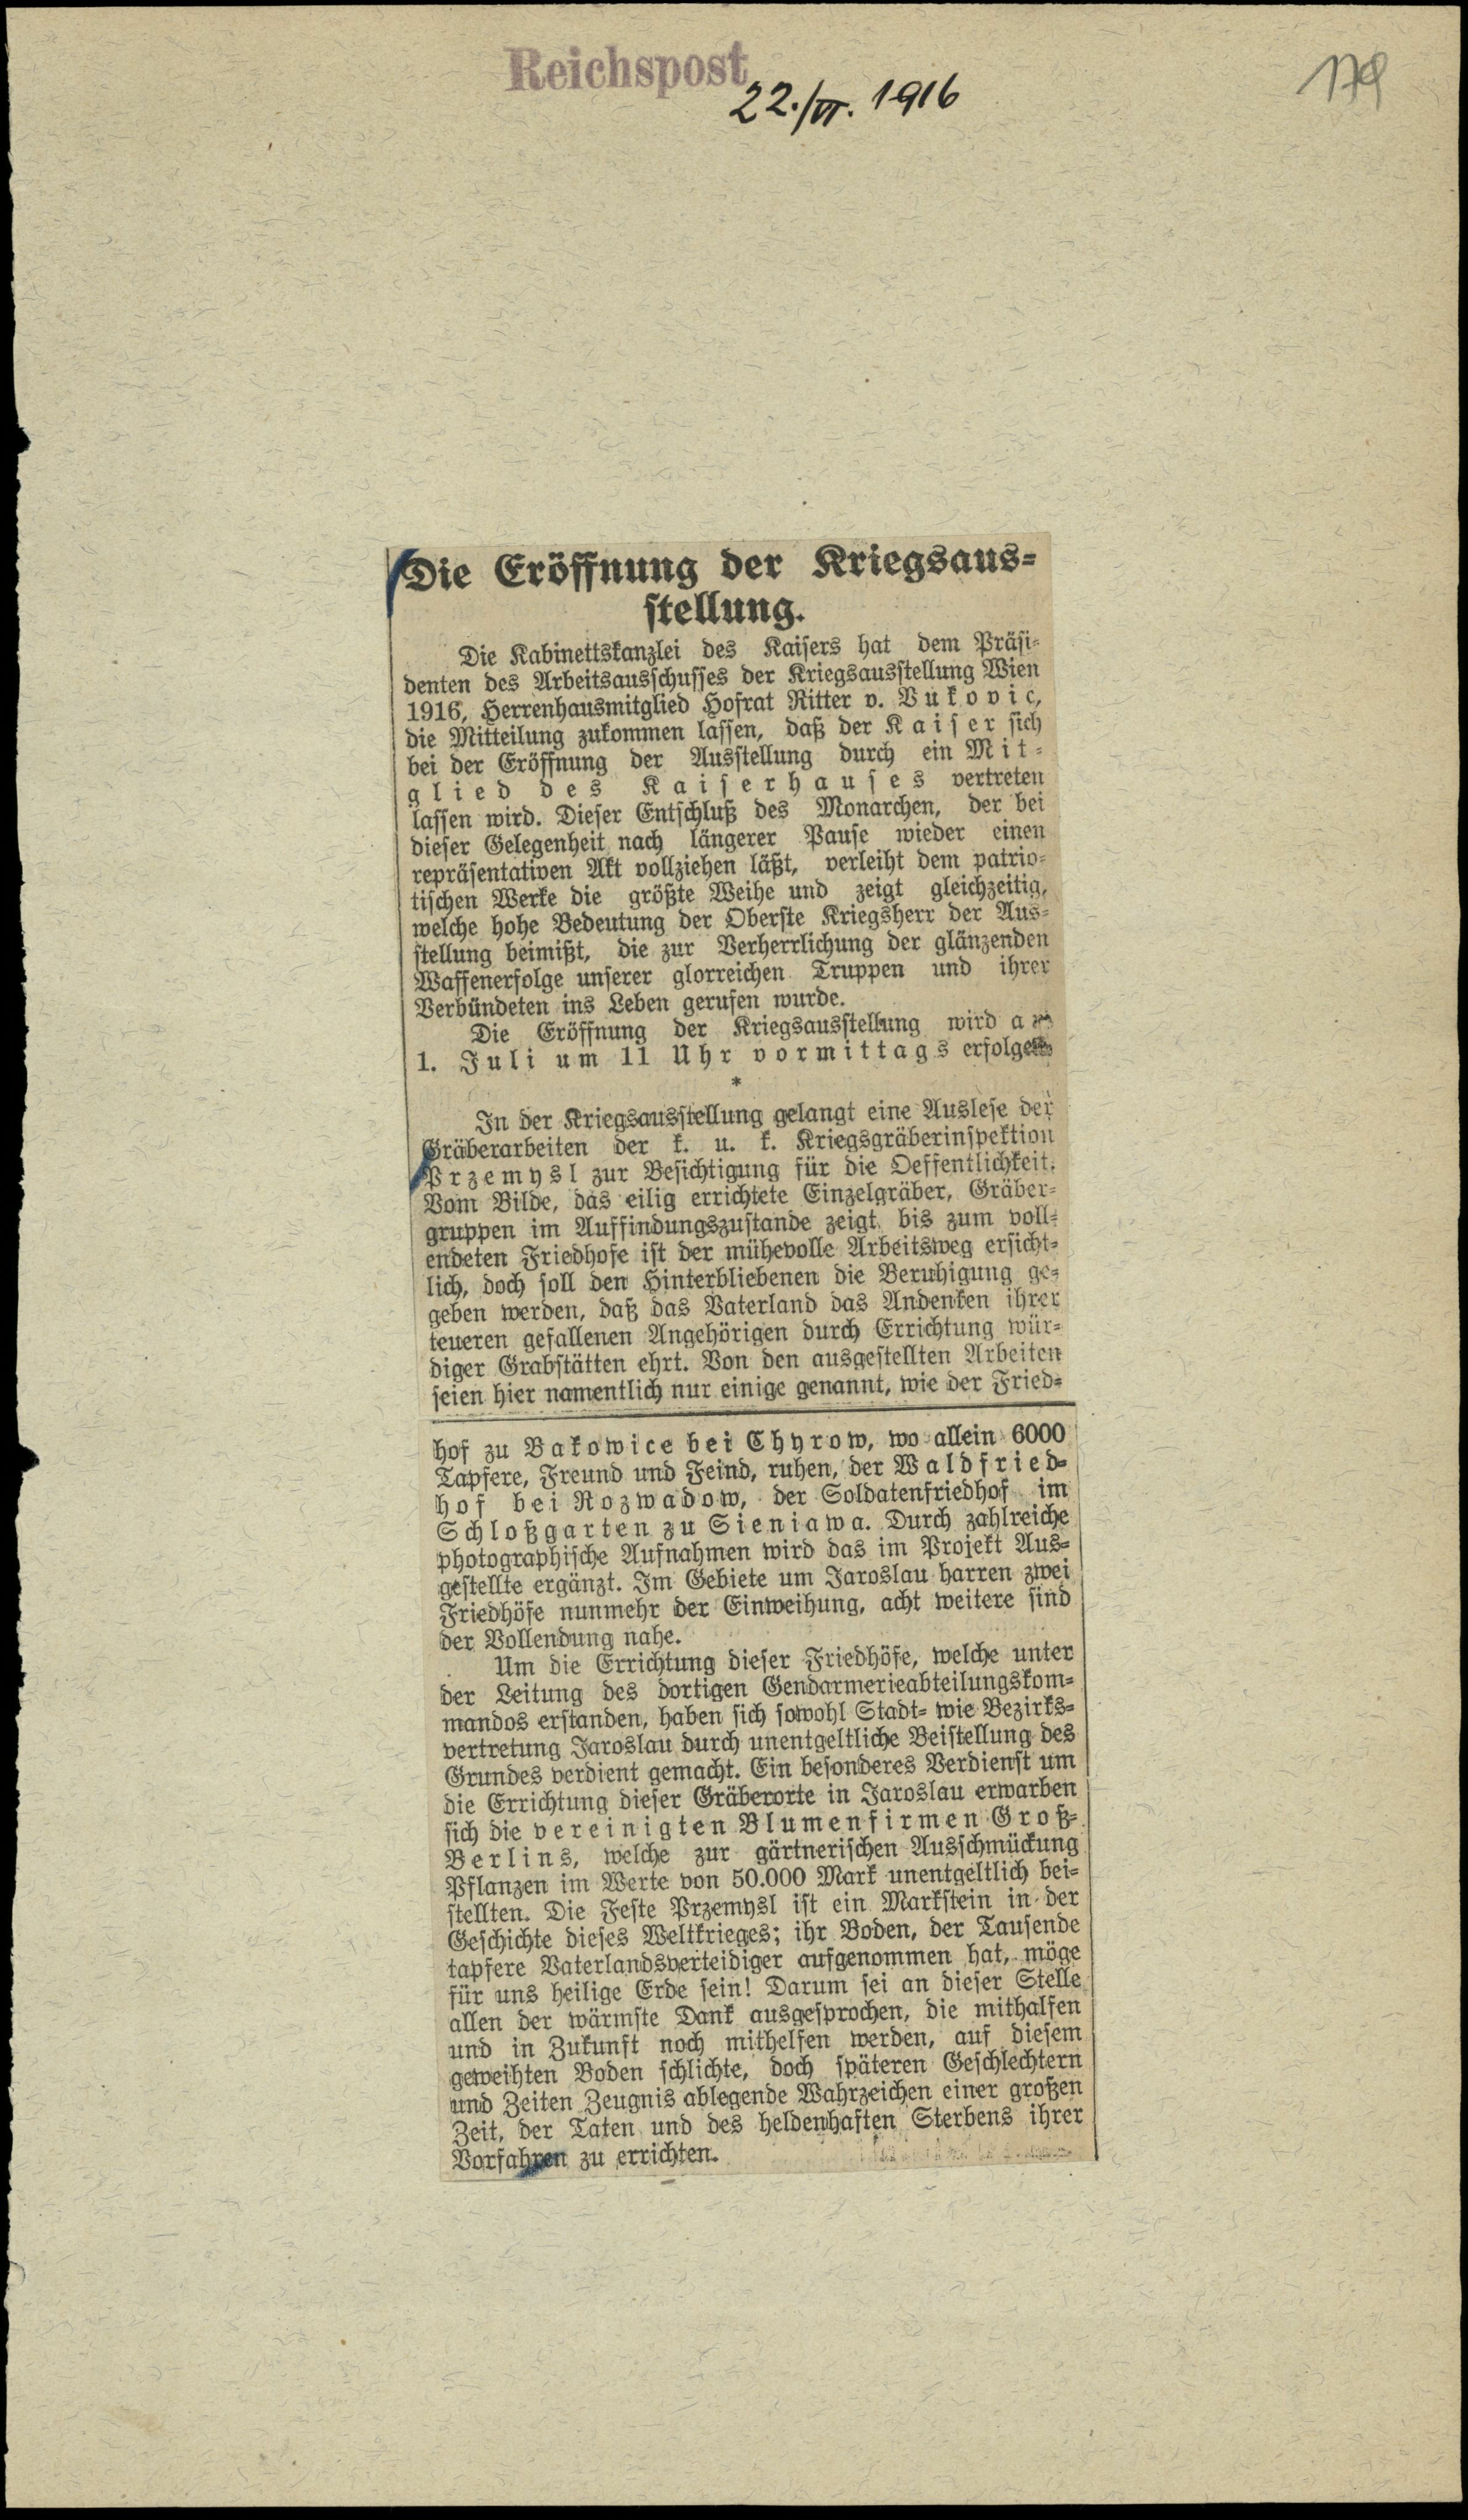 Reichspost
22./VI. 1916
179
Die Eröffnung der Kriegsaus-
stellung.
Die Kabinettskanzlei des Kaisers hat dem Präsi-
denten des Arbeitsausschusses der Kriegsausstellung Wien
1916, Herrenhausmitglied Hofrat Ritter v. Vukovic,
die Mitteilung zukommen lassen, daß der Kaiser sich
bei der Eröffnung der Ausstellung durch ein Mit-
glied des Kaiserhauses vertreten
lassen wird. Dieser Entschluß des Monarchen, der bei
dieser Gelegenheit nach längerer Pause wieder einen
repräsentativen Akt vollziehen läßt, verleiht dem patrio-
tischen Werke die größte Weihe und zeigt gleichzeitig,
welche hohe Bedeutung der Oberste Kriegsherr der Aus-
stellung beimißt, die zur Verherrlichung der glänzenden
Waffenerfolge unserer glorreichen Truppen und ihrer
Verbündeten ins Leben gerufen wurde.
Die Eröffnung der Kriegsausstellung wird am
1. Juli um 11 Uhr vormittags erfolgen.
*
In der Kriegsausstellung gelangt eine Auslese der
Gräberarbeiten der k. u. k. Kriegsgräberinspektion
Przemysl zur Besichtigung für die Oeffentlichkeit.
Vom Bilde, das eilig errichtete Einzelgräber, Gräber-
gruppen im Auffindungszustande zeigt, bis zum voll-
endeten Friedhofe ist der mühevolle Arbeitsweg ersicht-
lich, doch soll den Hinterbliebenen die Beruhigung ge-
geben werden, daß das Vaterland das Andenken ihrer
teueren gefallenen Angehörigen durch Errichtung wür-
diger Grabstätten ehrt. Von den ausgestellten Arbeiten
seien hier namentlich nur einige genannt, wie der Fried-
hof zu Bakowice bei Chyrow, wo allein 6000
Tapfere, Freund und Feind, ruhen, der Waldfried-
hof bei Rozwadow, der Soldatenfriedhof im
Schloßgarten zu Sieniawa. Durch zahlreiche
photographische Aufnahmen wird das im Projekt Aus-
gestellte ergänzt. Im Gebiete um Jaroslau harren zwei
Friedhöfe nunmehr der Einweihung, acht weitere sind
der Vollendung nahe.
Um die Errichtung dieser Friedhöfe, welche unter
der Leitung des dortigen Gendarmerieabteilungskom-
mandos erstanden, haben sich sowohl Stadt- wie Bezirks-
vertretung Jaroslau durch unentgeltliche Beistellung des
Grundes verdient gemacht. Ein besonderes Verdienst um
die Errichtung dieser Gräberorte in Jaroslau erwarben
sich die vereinigten Blumenfirmen Groß-
Berlins, welche zur gärtnerischen Ausschmückung
Pflanzen im Werte von 50.000 Mark unentgeltlich bei-
stellten. Die Feste Przemysl ist ein Markstein in der
Geschichte dieses Weltkrieges; ihr Boden, der Tausende
tapfere Vaterlandsverteidiger aufgenommen hat, möge
für uns heilige Erde sein! Darum sei an dieser Stelle
allen der wärmste Dank ausgesprochen, die mithalfen
und in Zukunft noch mithelfen werden, auf diesem
geweihten Boden schlichte, doch späteren Geschlechtern
und Zeiten Zeugnis ablegende Wahrzeichen einer großen
Zeit, der Taten und des heldenhaften Sterbens ihrer
Vorfahren zu errichten.